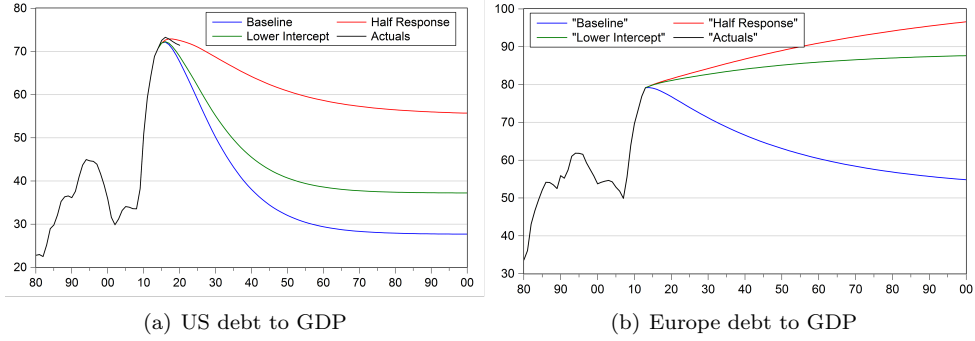 Baseline Half Response
Lower Intercept Actuals
80
70
60
50
40
30
20
80 90 00 10 20 30 40 50 60 70 80 90 00
(a) US debt to GDP
"Baseline" "Half Response"
"Lower Intercept" "Actuals"
100
90
80
70
60
50
40
30
80 90 00 10 20 30 40 50 60 70 80 90 00
(b) Europe debt to GDP